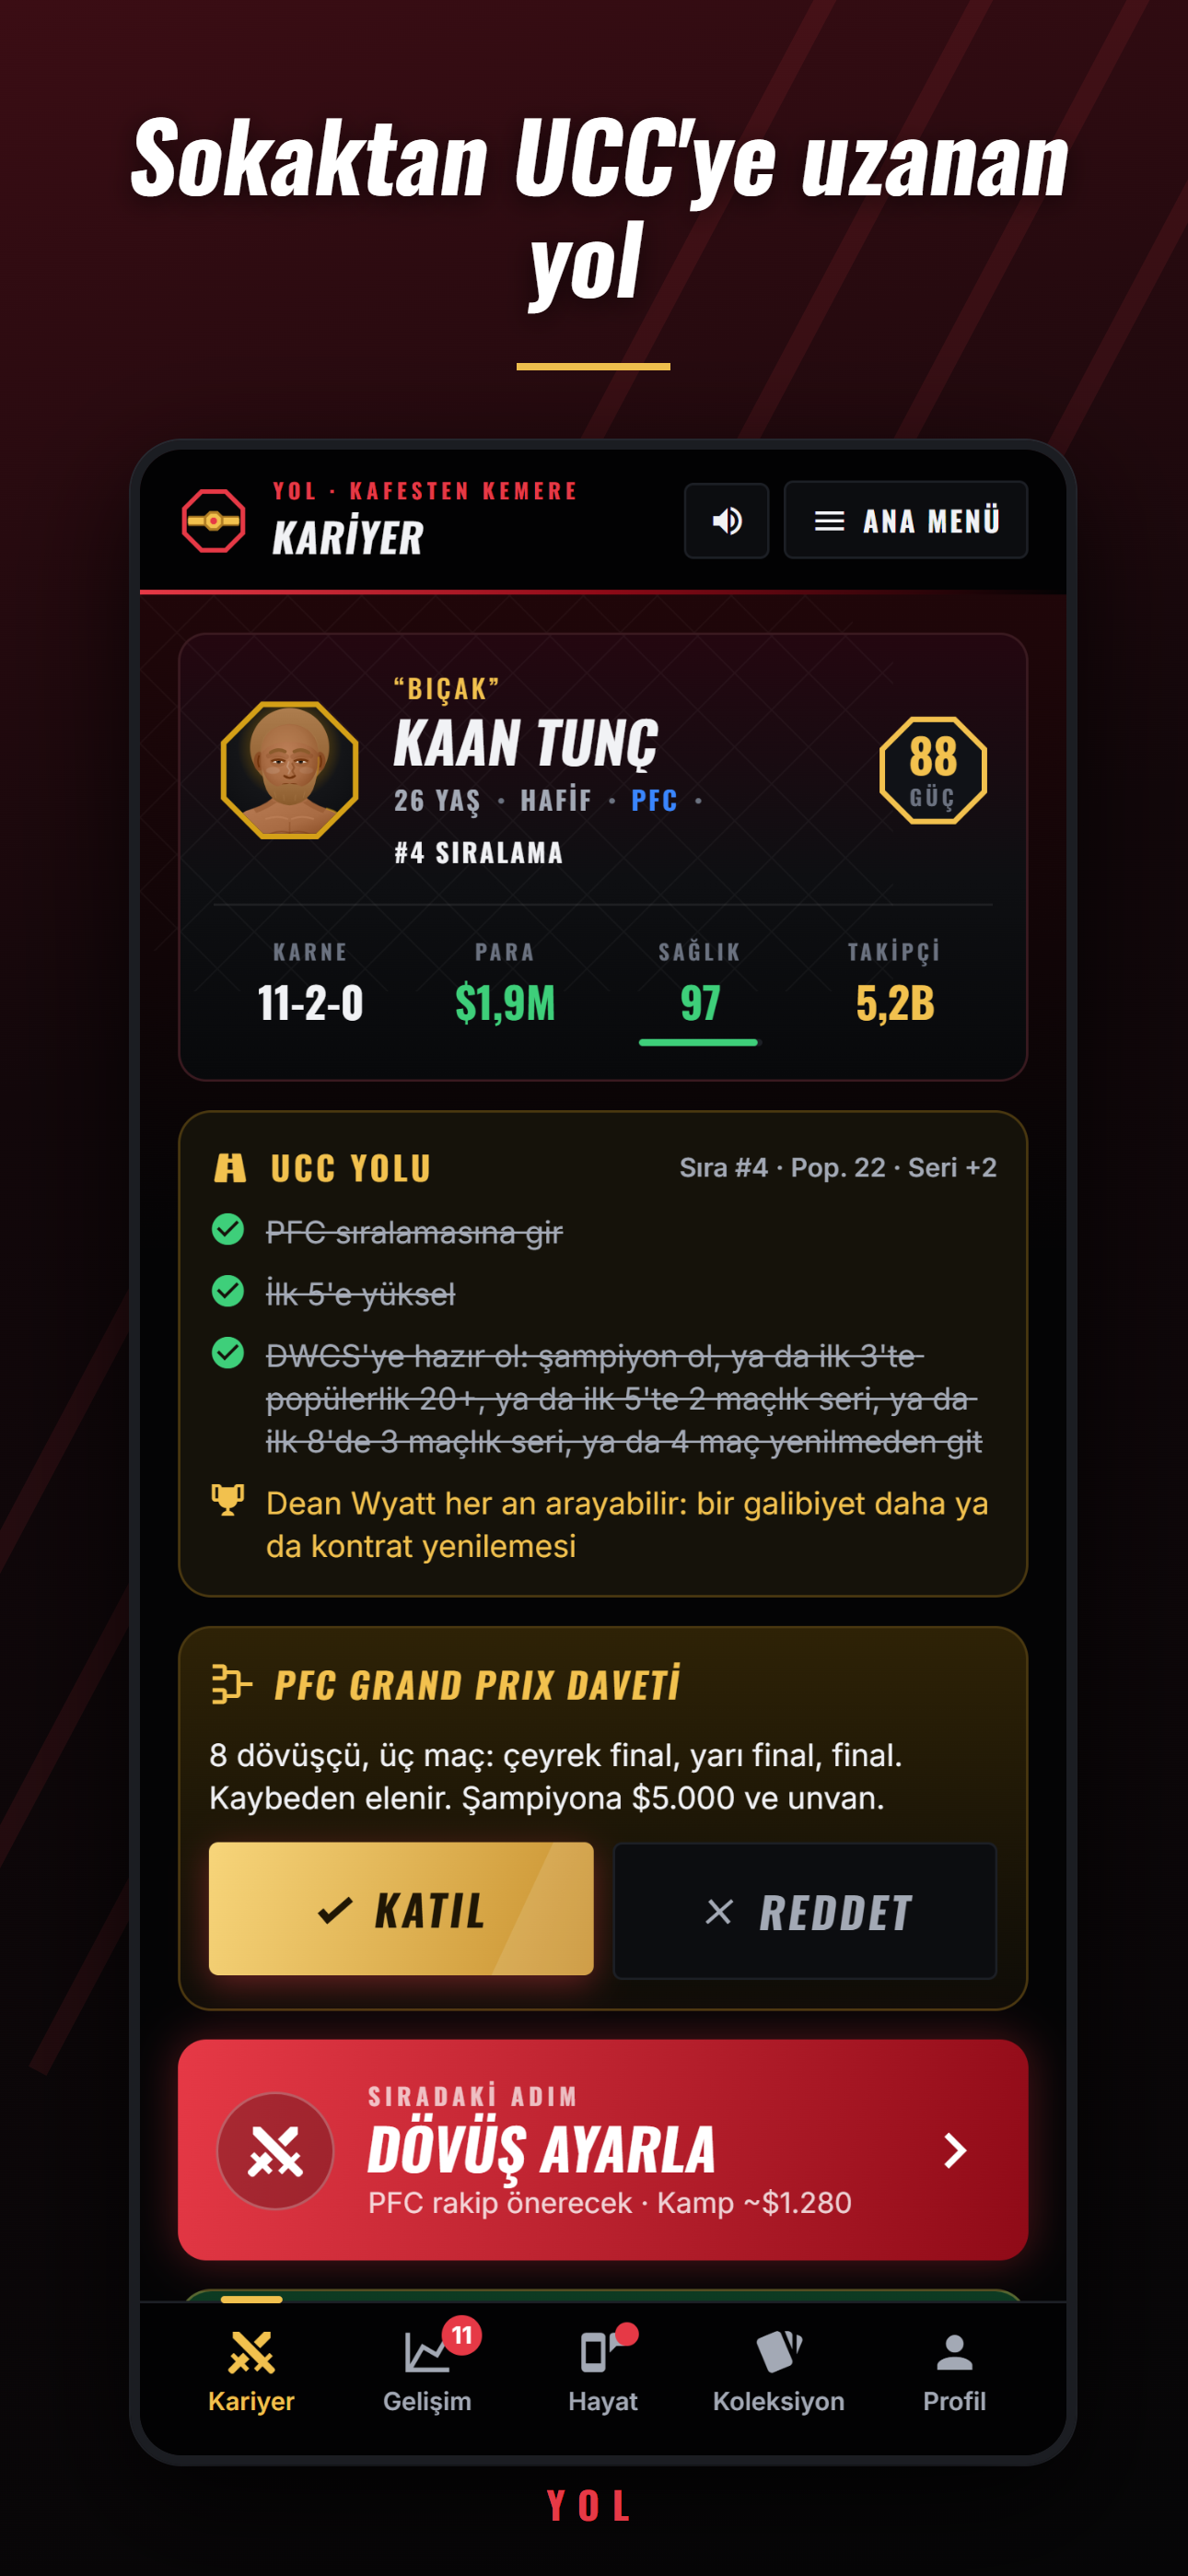 Sokaktan UCC'ye uzanan
yol
YOL · KAFESTEN KEMERE
KARİYER
ANA MENÜ
“BIÇAK”
KAAN TUNÇ
26 YAŞ · HAFİF · PFC ·
#4 SIRALAMA
88
GÜÇ
KARNE PARA SAĞLIK TAKİPÇİ
11-2-0 $1,9M 97 5,2B
UCC YOLU
Sıra #4 · Pop. 22 · Seri +2
PFC sıralamasına gir
İlk 5'e yüksel
DWCS'ye hazır ol: şampiyon ol, ya da ilk 3'te
popülerlik 20+, ya da ilk 5'te 2 maçlık seri, ya da
ilk 8'de 3 maçlık seri, ya da 4 maç yenilmeden git
Dean Wyatt her an arayabilir: bir galibiyet daha ya
da kontrat yenilemesi
PFC GRAND PRIX DAVETİ
8 dövüşçü, üç maç: çeyrek final, yarı final, final.
Kaybeden elenir. Şampiyona $5.000 ve unvan.
KATIL
REDDET
SIRADAKİ ADIM
DÖVÜŞ AYARLA
PFC rakip önerecek · Kamp ~$1.280
11
Kariyer Gelişim Hayat Koleksiyon Profil
YOL